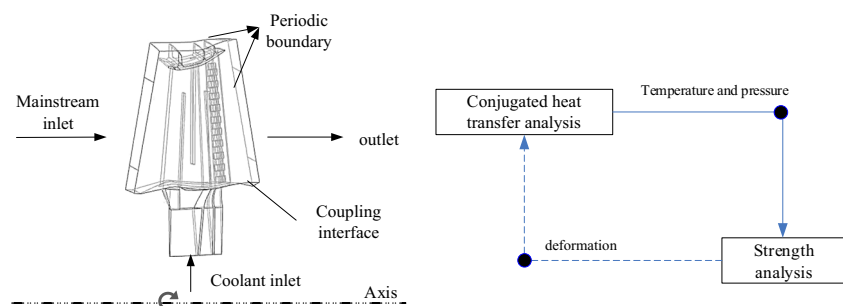 Periodic
boundary
Mainstream
inlet
outlet
Coupling
interface
Coolant inlet
Axis
Temperature and pressure
Conjugated heat
transfer analysis
deformation
Strength
analysis